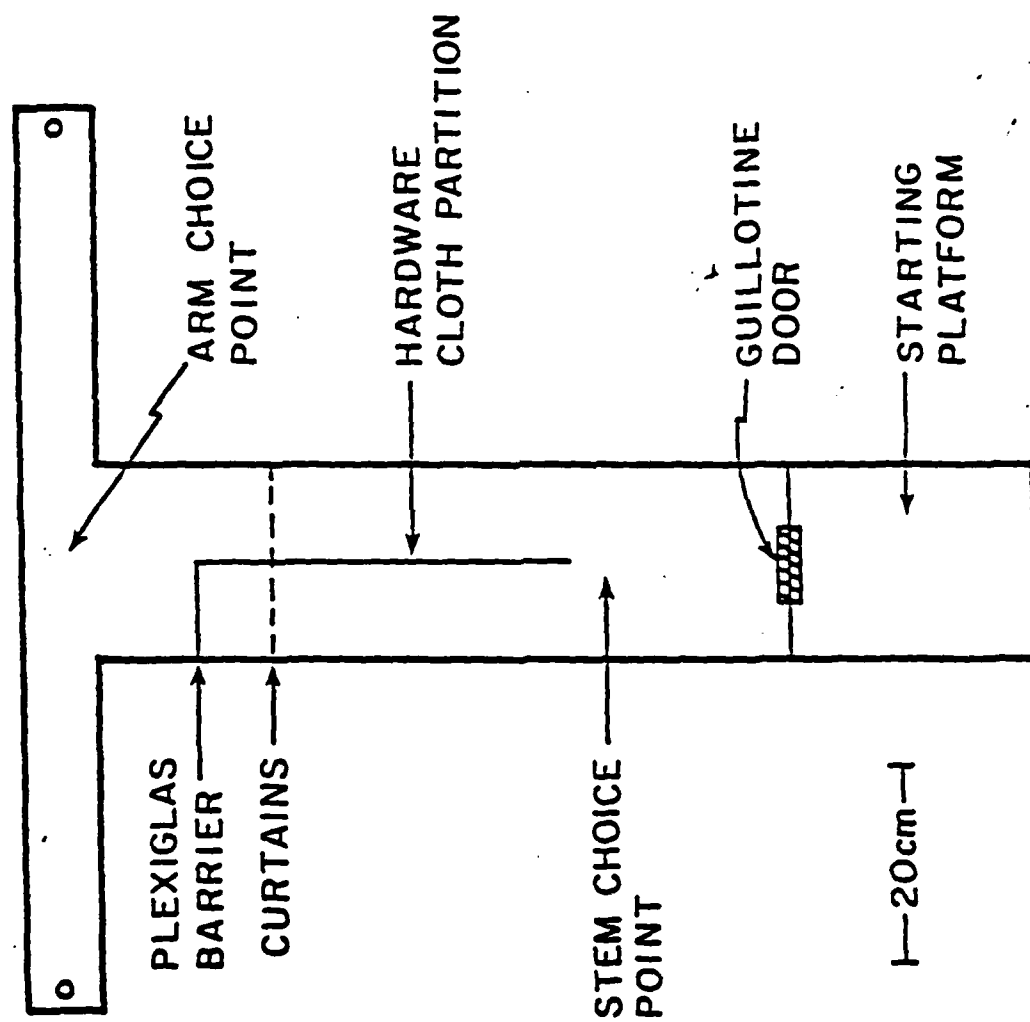 ARM CHOICE
POINT
HARDWARE
CLOTH PARTITION
GUILLOTINE
DOOR
STARTING
PLATFORM
PLEXIGLAS
BARRIER
CURTAINS
STEM CHOICE
POINT
20cm